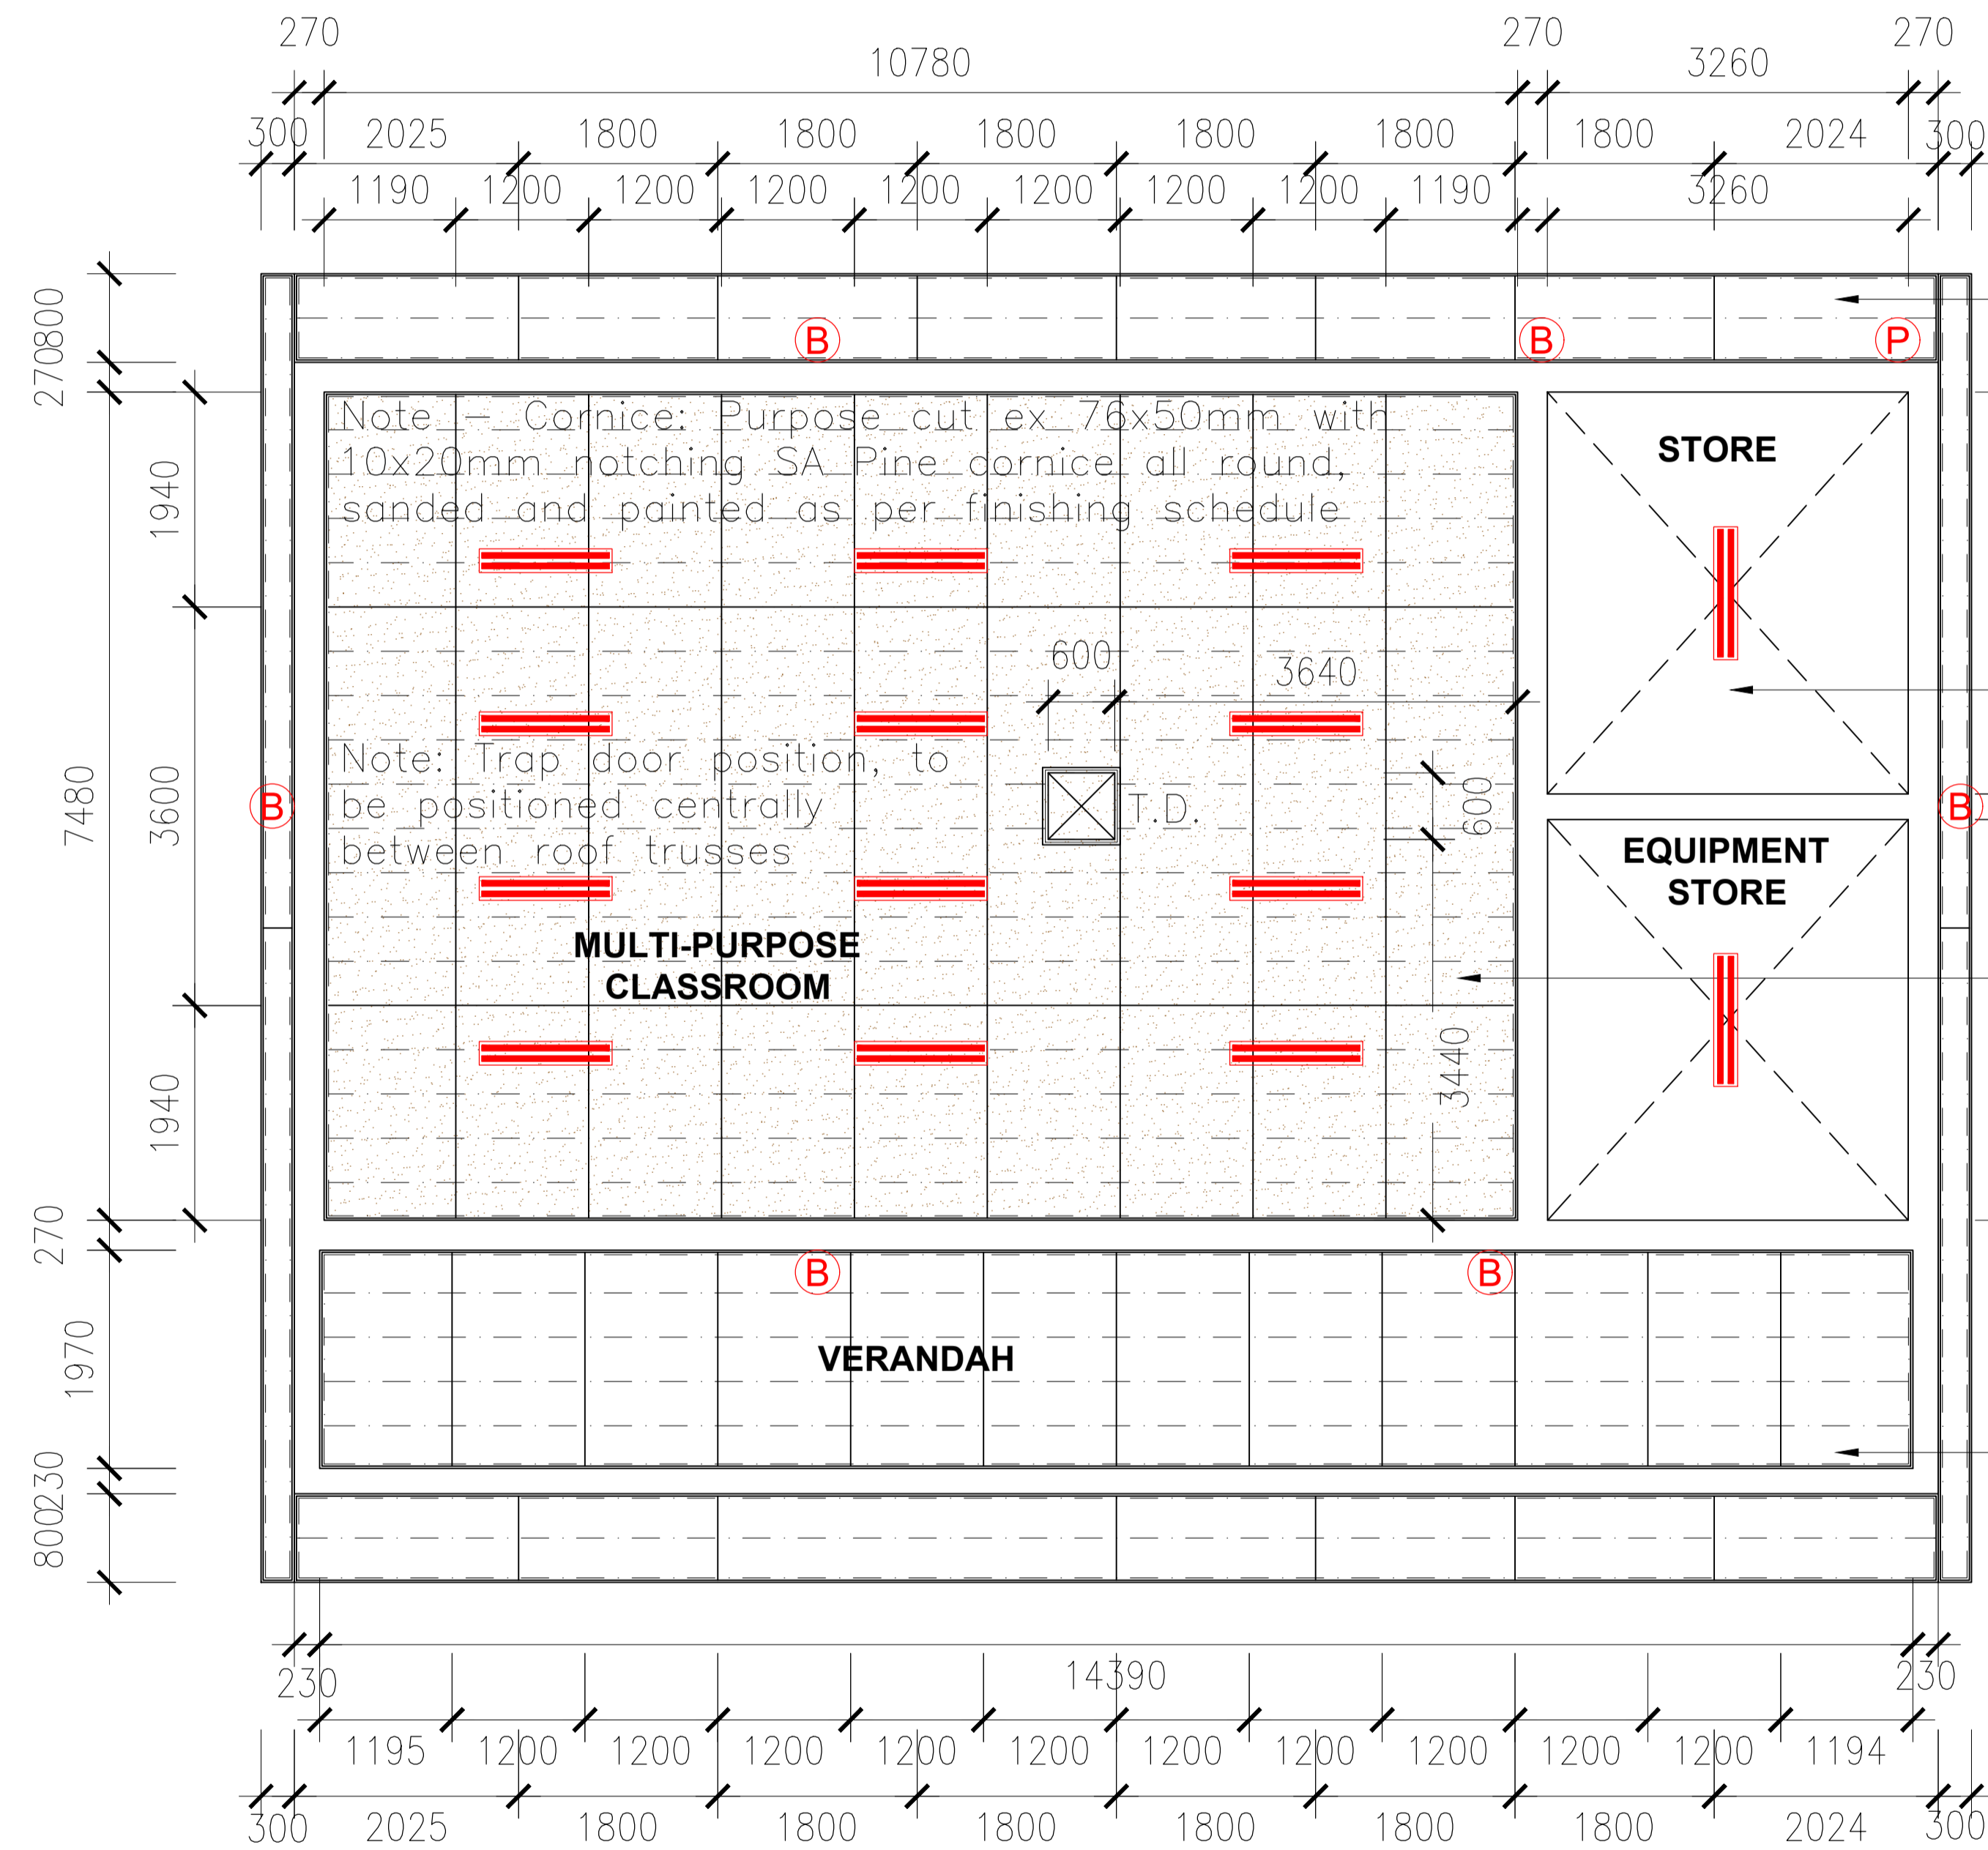 270 270 270
10780 3260
300 2025 1800 1800 1800 1800 1800 1800 2024 300
1190 1200 1200 1200 1200 1200 1200 1200 1190 3260
800
270
B B P
Note – Cornice: Purpose cut ex 76x50mm with
10x20mm notching SA Pine cornice all round,
sanded and painted as per finishing schedule
STORE
1940
600 3640
7480 3600
Note: Trap door position, to
be positioned centrally
between roof trusses
B T.D. 600 B
EQUIPMENT
STORE
MULTI-PURPOSE
CLASSROOM
3440
1940
270
B B
VERANDAH
1970
230
800
230 14390 230
1195 1200 1200 1200 1200 1200 1200 1200 1200 1200 1200 1194
300 2025 1800 1800 1800 1800 1800 1800 2024 300